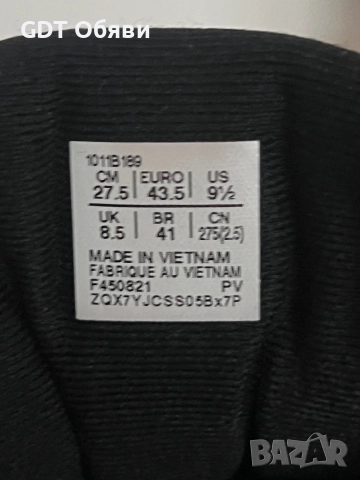 GDT Обяви
1011B189
CM EURO US
27.5 43.5 9½
UK BR CN
8.5 41 275(2.5)
MADE IN VIETNAM
FABRIQUE AU VIETNAM
F450821 PV
ZQX7YJCSS05Bx7P
BAZAR